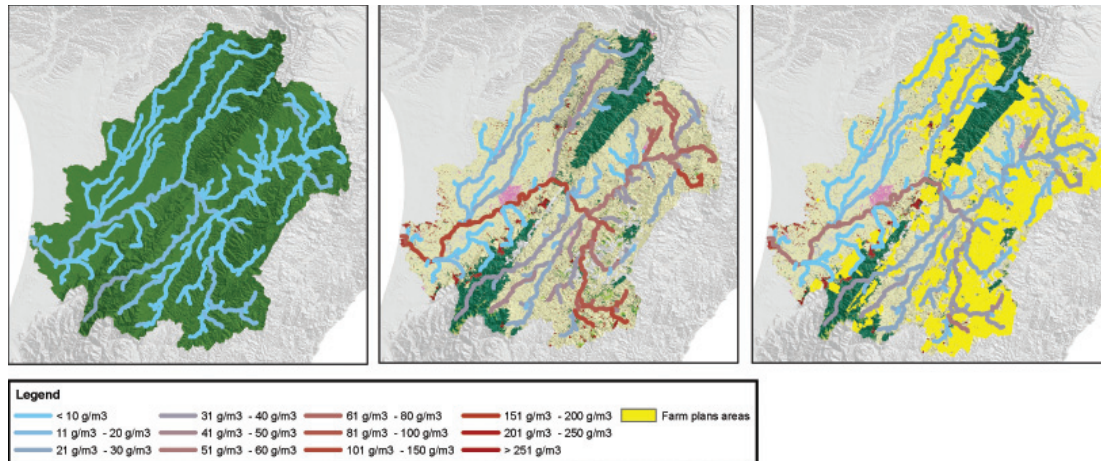 Legend
< 10 g/m3
11 g/m3 - 20 g/m3
21 g/m3 - 30 g/m3
31 g/m3 - 40 g/m3
41 g/m3 - 50 g/m3
51 g/m3 - 60 g/m3
61 g/m3 - 80 g/m3
81 g/m3 - 100 g/m3
101 g/m3 - 150 g/m3
151 g/m3 - 200 g/m3
201 g/m3 - 250 g/m3
> 251 g/m3
Farm plans areas